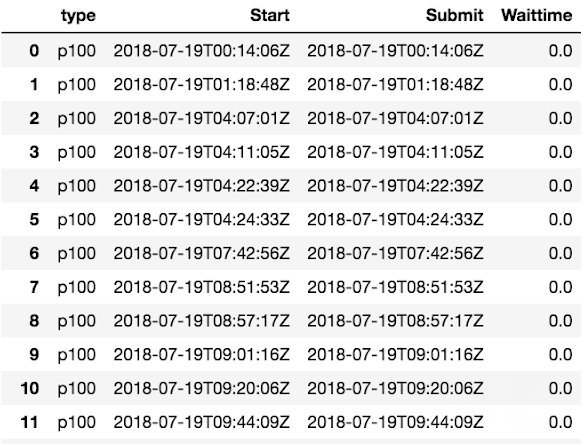 type Start Submit Waittime
0 p100 2018-07-19T00:14:06Z 2018-07-19T00:14:06Z 0.0
1 p100 2018-07-19T01:18:48Z 2018-07-19T01:18:48Z 0.0
2 p100 2018-07-19T04:07:01Z 2018-07-19T04:07:01Z 0.0
3 p100 2018-07-19T04:11:05Z 2018-07-19T04:11:05Z 0.0
4 p100 2018-07-19T04:22:39Z 2018-07-19T04:22:39Z 0.0
5 p100 2018-07-19T04:24:33Z 2018-07-19T04:24:33Z 0.0
6 p100 2018-07-19T07:42:56Z 2018-07-19T07:42:56Z 0.0
7 p100 2018-07-19T08:51:53Z 2018-07-19T08:51:53Z 0.0
8 p100 2018-07-19T08:57:17Z 2018-07-19T08:57:17Z 0.0
9 p100 2018-07-19T09:01:16Z 2018-07-19T09:01:16Z 0.0
10 p100 2018-07-19T09:20:06Z 2018-07-19T09:20:06Z 0.0
11 p100 2018-07-19T09:44:09Z 2018-07-19T09:44:09Z 0.0